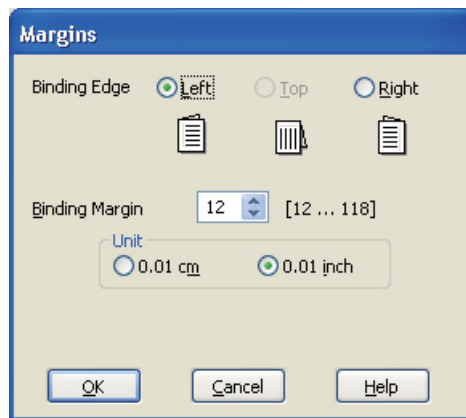 Margins
Binding Edge Left Top Right
Binding Margin 12 [12 ... 118]
Unit
0.01 cm 0.01 inch
OK Cancel Help